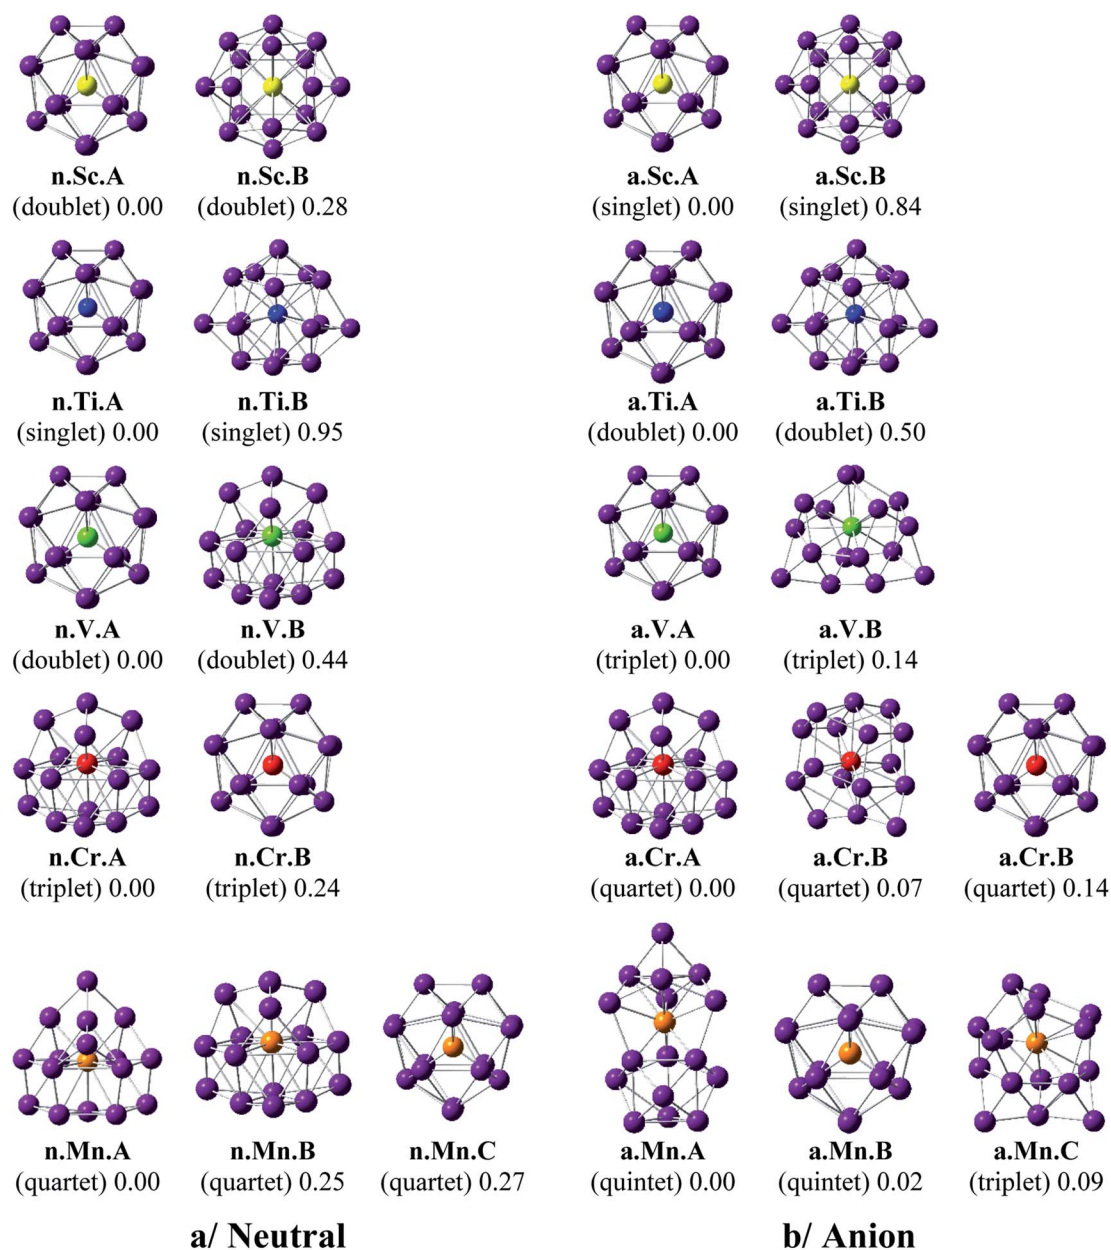 n.Sc.A n.Sc.B a.Sc.A a.Sc.B
(doublet) 0.00 (doublet) 0.28 (singlet) 0.00 (singlet) 0.84
n.Ti.A n.Ti.B a.Ti.A a.Ti.B
(singlet) 0.00 (singlet) 0.95 (doublet) 0.00 (doublet) 0.50
n.V.A n.V.B a.V.A a.V.B
(doublet) 0.00 (doublet) 0.44 (triplet) 0.00 (triplet) 0.14
n.Cr.A n.Cr.B a.Cr.A a.Cr.B a.Cr.B
(triplet) 0.00 (triplet) 0.24 (quartet) 0.00 (quartet) 0.07 (quartet) 0.14
n.Mn.A n.Mn.B n.Mn.C a.Mn.A a.Mn.B a.Mn.C
(quartet) 0.00 (quartet) 0.25 (quartet) 0.27 (quintet) 0.00 (quintet) 0.02 (triplet) 0.09
a/ Neutral b/ Anion